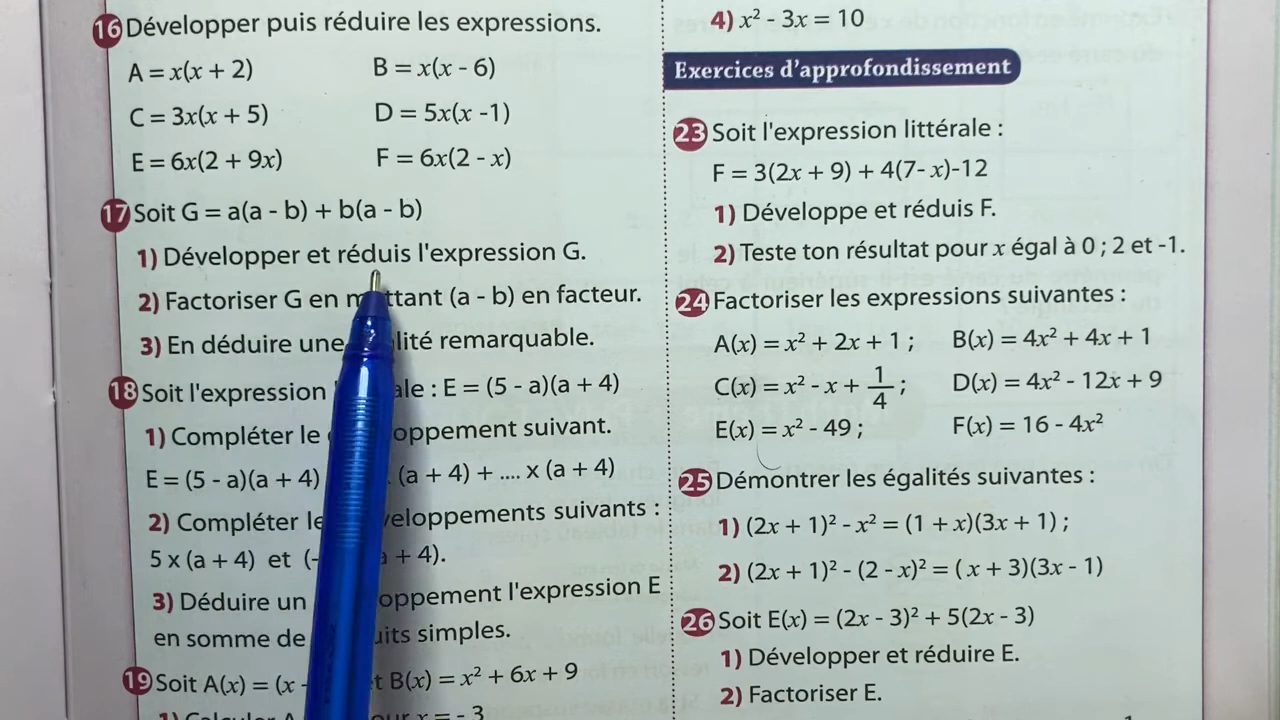 16 Développer puis réduire les expressions.
A = x(x + 2) B = x(x - 6)
C = 3x(x + 5) D = 5x(x -1)
E = 6x(2 + 9x) F = 6x(2 - x)
17 Soit G = a(a - b) + b(a - b)
1) Développer et réduis l'expression G.
2) Factoriser G en m ttant (a - b) en facteur.
3) En déduire une lité remarquable.
18 Soit l'expression ale : E = (5 - a)(a + 4)
1) Compléter le oppement suivant.
E = (5 - a)(a + 4) (a + 4) + .... x (a + 4)
2) Compléter le veloppements suivants :
5 x (a + 4) et (- a + 4).
3) Déduire un oppement l'expression E
en somme de uits simples.
19 Soit A(x) = (x - t B(x) = x² + 6x + 9
x = - 3
4) x² - 3x = 10
Exercices d'approfondissement
23 Soit l'expression littérale :
F = 3(2x + 9) + 4(7- x)-12
1) Développe et réduis F.
2) Teste ton résultat pour x égal à 0 ; 2 et -1.
24 Factoriser les expressions suivantes :
A(x) = x² + 2x + 1 ; B(x) = 4x² + 4x + 1
C(x) = x² - x + 1/4 ; D(x) = 4x² - 12x + 9
E(x) = x² - 49 ; F(x) = 16 - 4x²
25 Démontrer les égalités suivantes :
1) (2x + 1)² - x² = (1 + x)(3x + 1) ;
2) (2x + 1)² - (2 - x)² = ( x + 3)(3x - 1)
26 Soit E(x) = (2x - 3)² + 5(2x - 3)
1) Développer et réduire E.
2) Factoriser E.